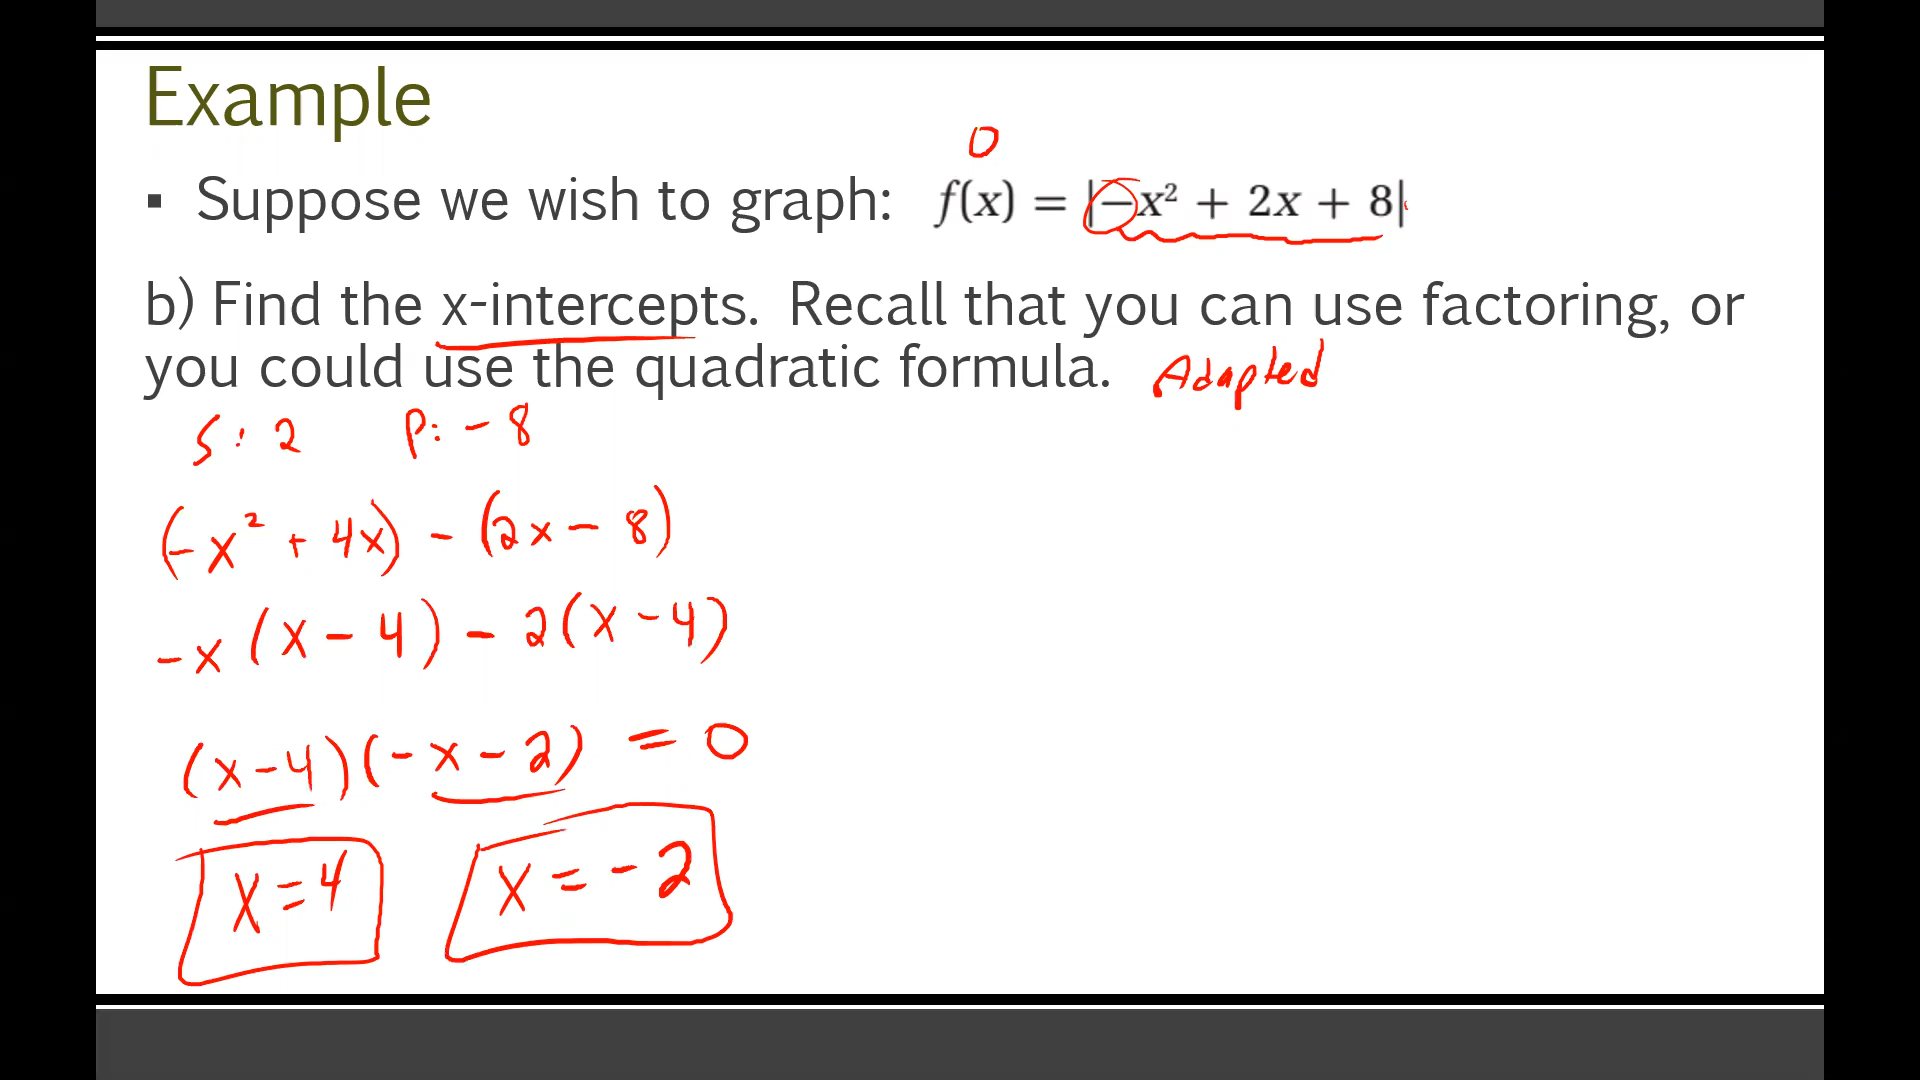 Example
0
▪ Suppose we wish to graph: f(x) = |−x² + 2x + 8|
b) Find the x-intercepts. Recall that you can use factoring, or
you could use the quadratic formula. Adapted
S: 2 P: -8
(-x² + 4x) - (2x - 8)
-x(x - 4) - 2(x - 4)
(x-4)(-x-2) = 0
x=4 x=-2